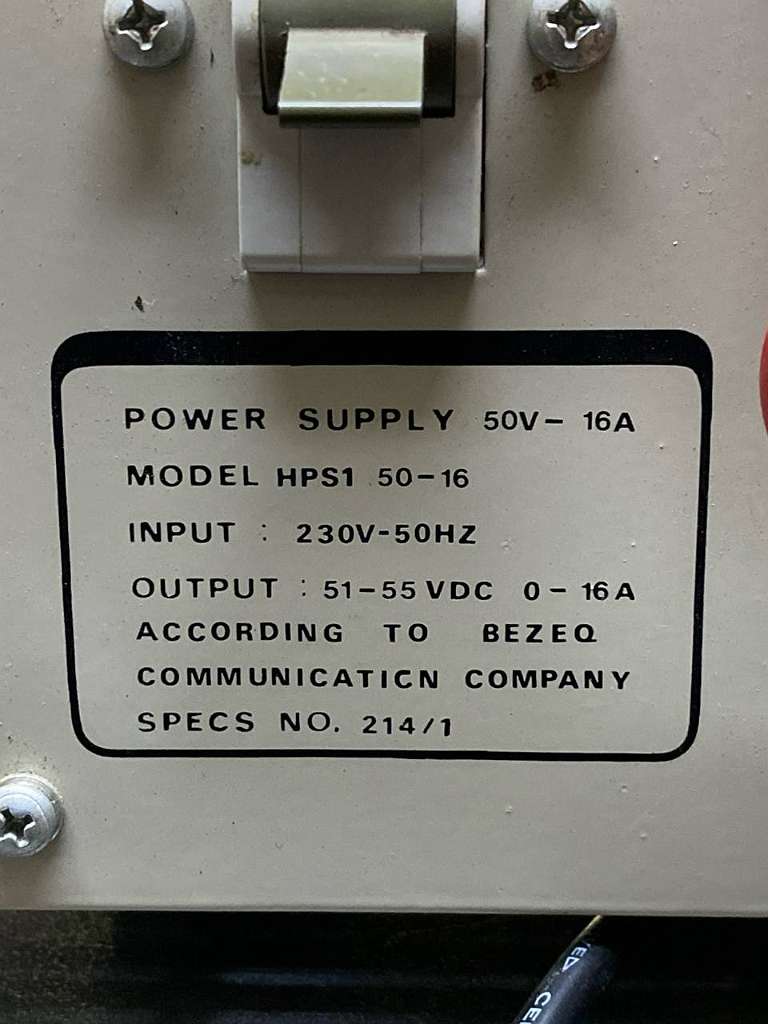 POWER SUPPLY 50V- 16A
MODEL HPS1 50-16
INPUT : 230V-50HZ
OUTPUT : 51-55 VDC 0-16A
ACCORDING TO BEZEQ
COMMUNICATICN COMPANY
SPECS NO. 214/1